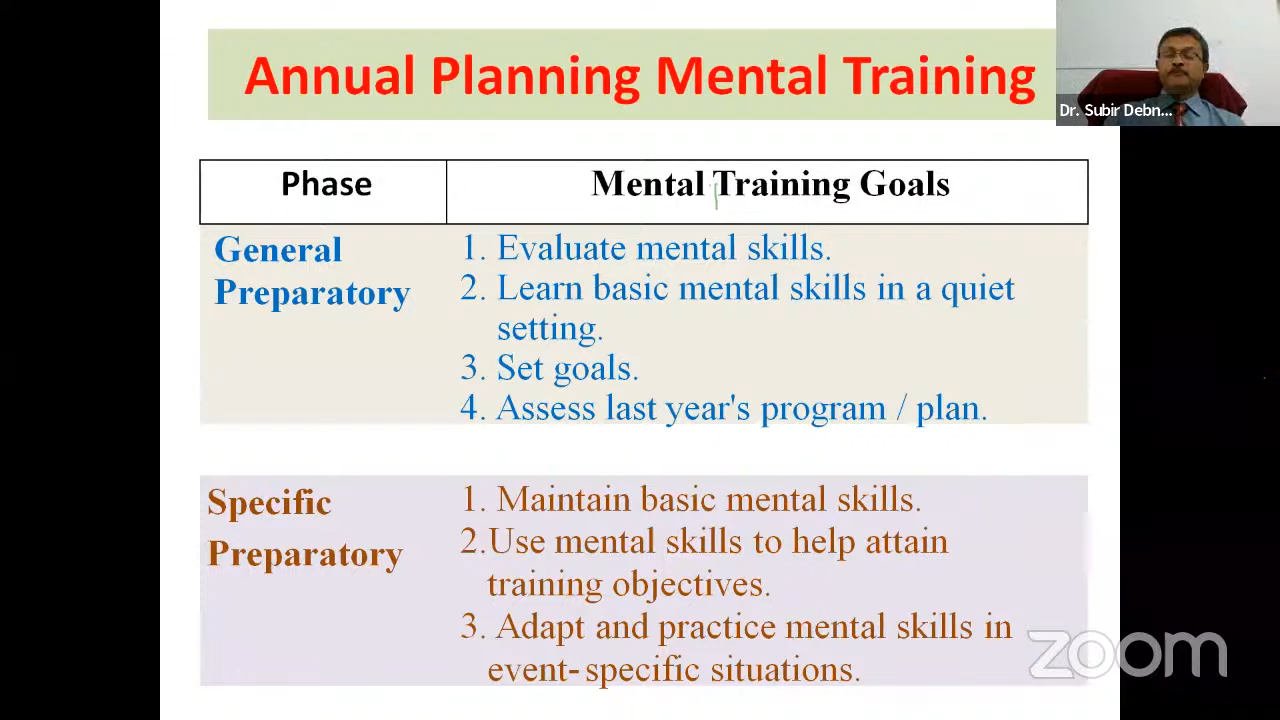 Annual Planning Mental Training
Dr. Subir Debn...
Phase
Mental Training Goals
General
Preparatory
1. Evaluate mental skills.
2. Learn basic mental skills in a quiet
setting.
3. Set goals.
4. Assess last year's program / plan.
Specific
Preparatory
1. Maintain basic mental skills.
2.Use mental skills to help attain
training objectives.
3. Adapt and practice mental skills in
event-specific situations.
zoom